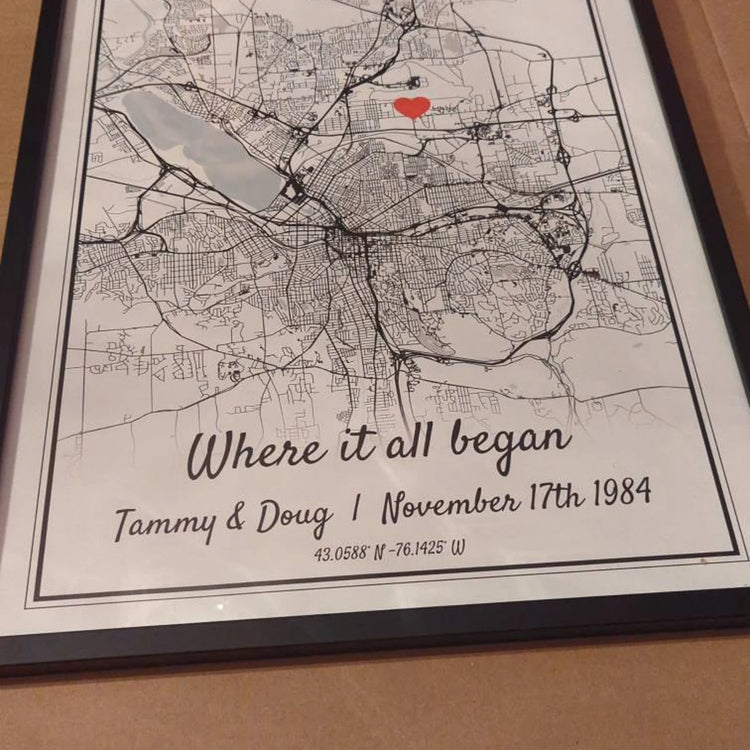 Where it all began
Tammy & Doug | November 17th 1984
43.0588° N -76.1425° W